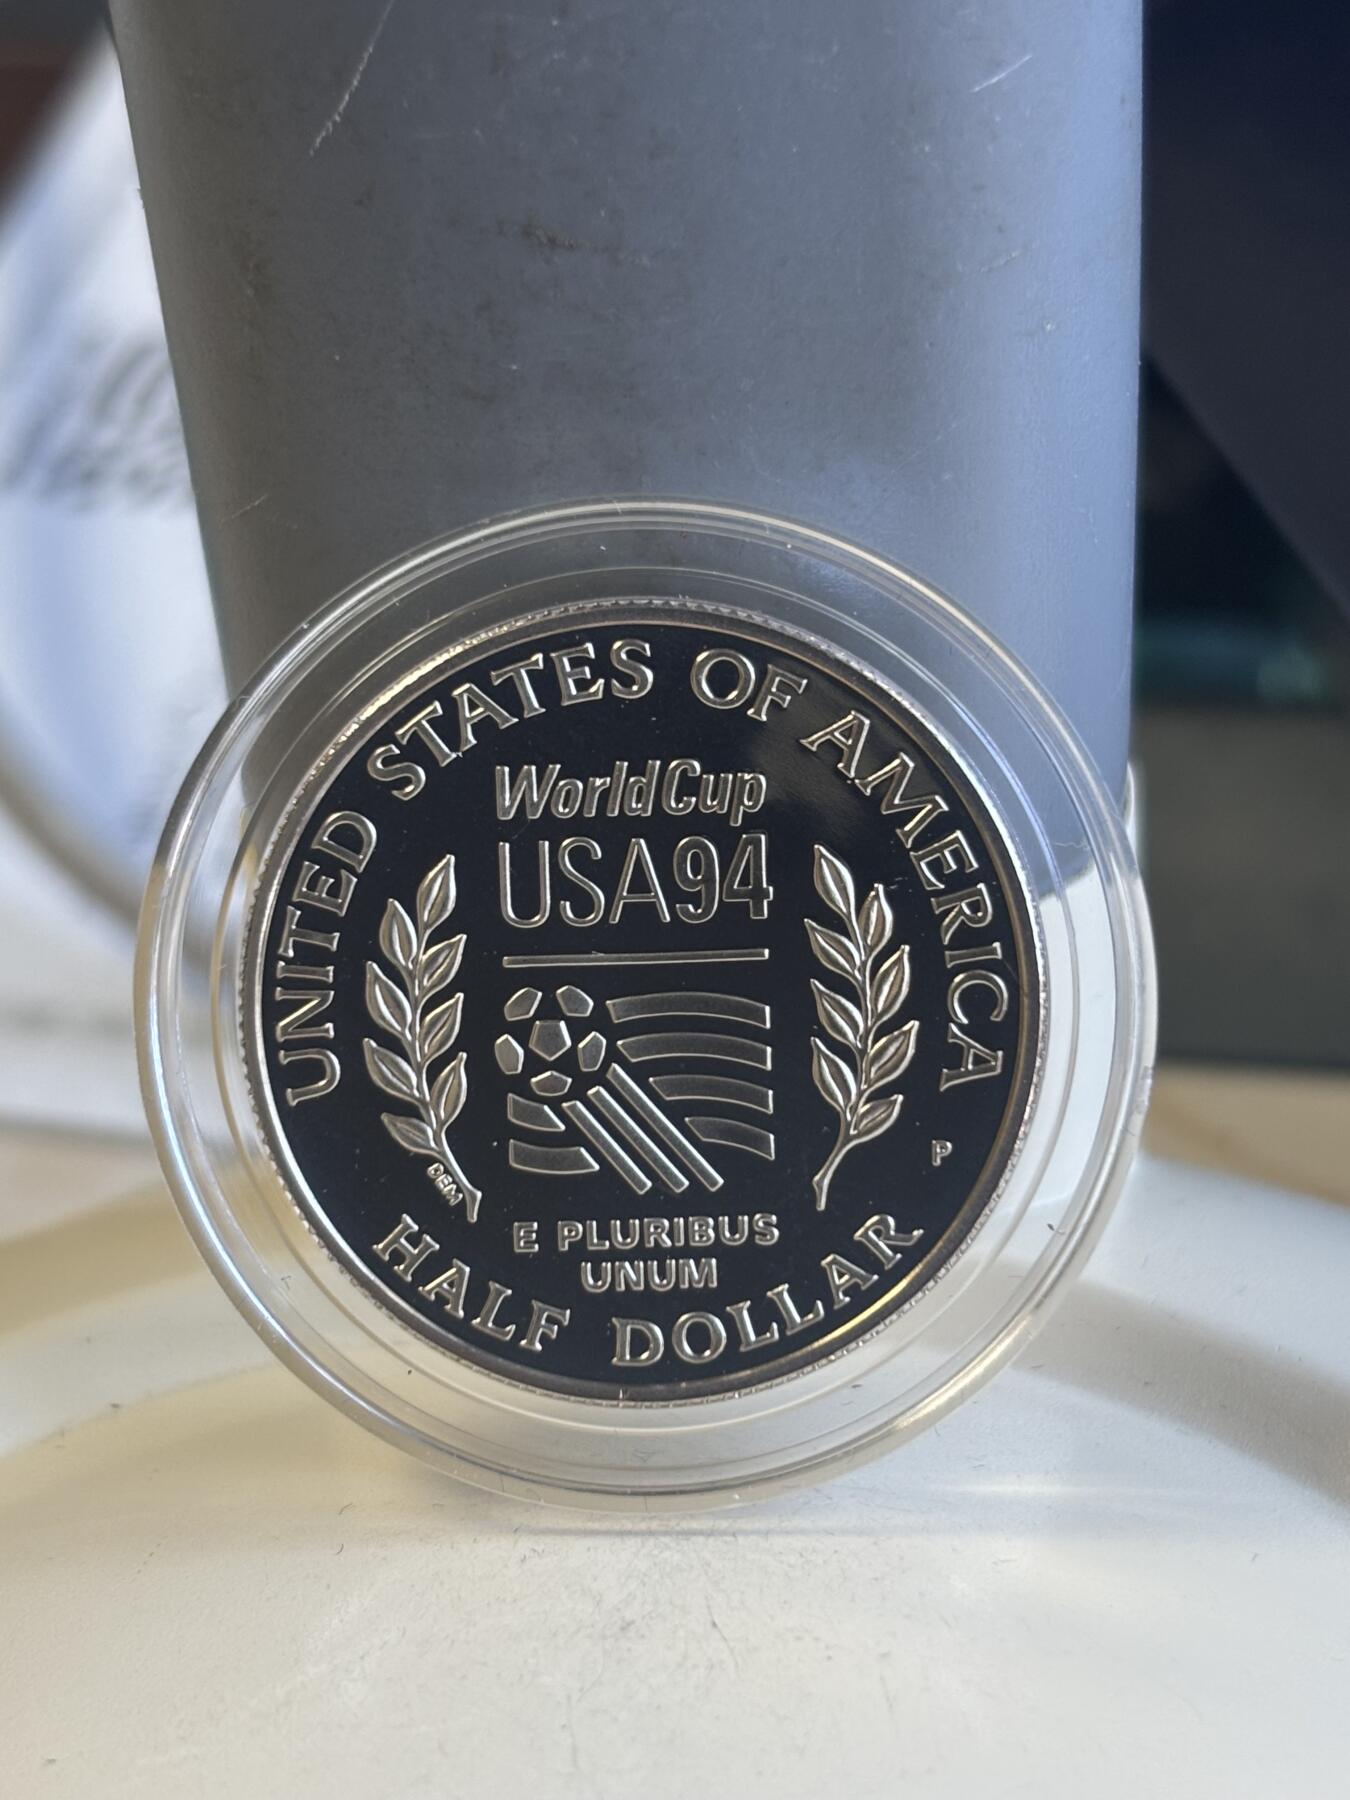 UNITED STATES OF AMERICA
WorldCup
USA94
DEM
P
E PLURIBUS
UNUM
HALF DOLLAR